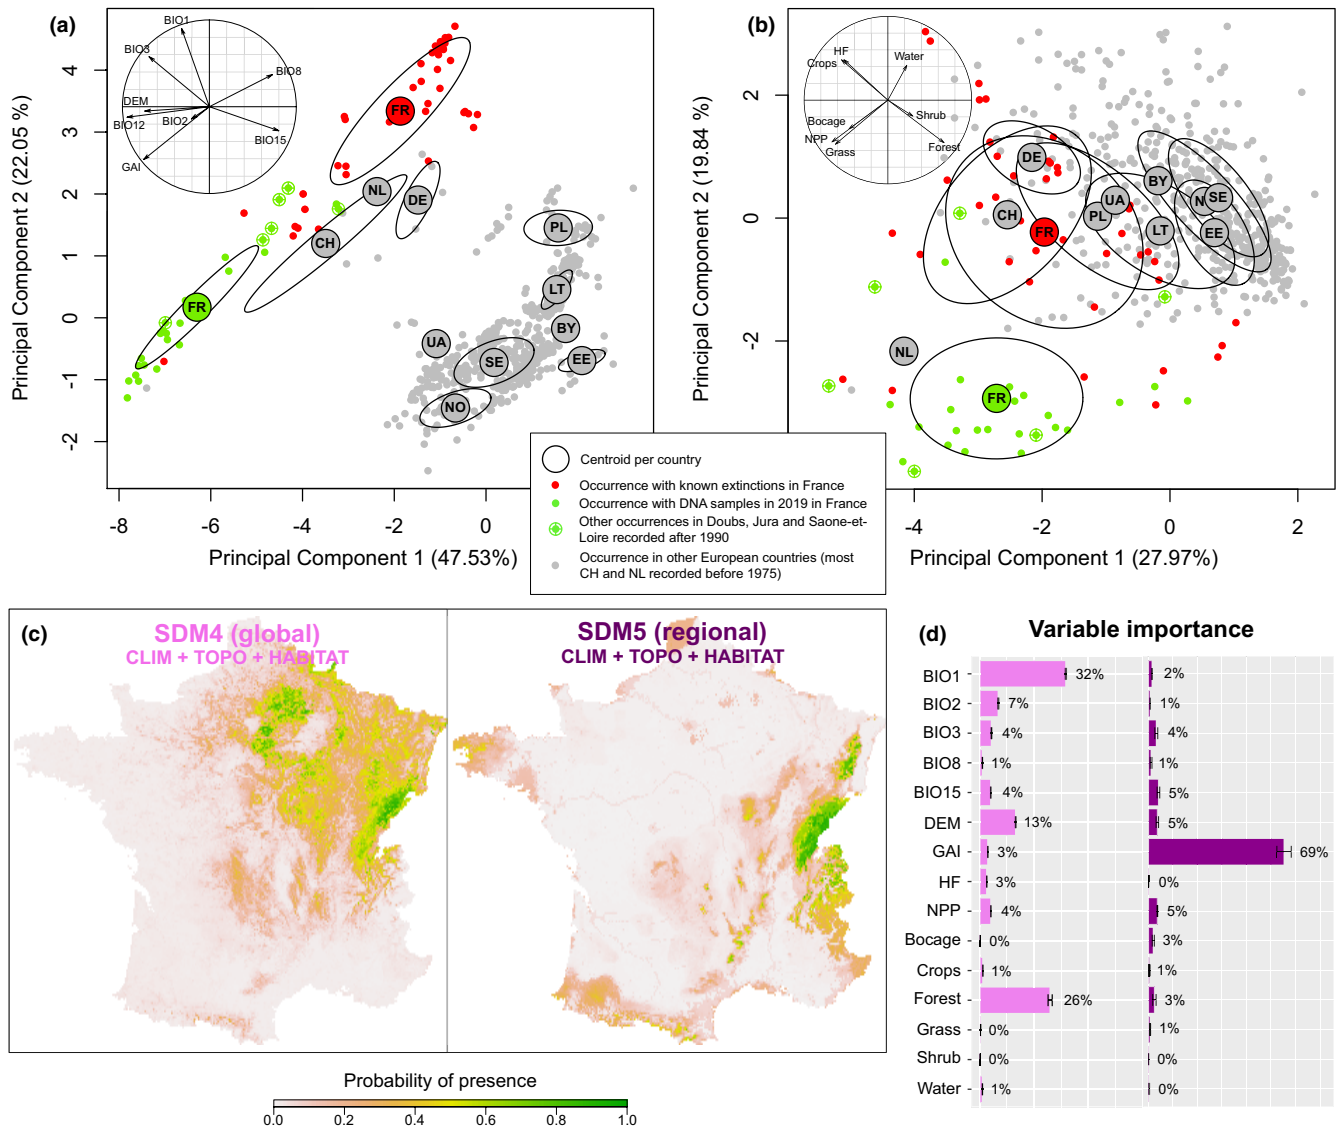 (a)
BIO1
BIO3
BIO8
DEM
BIO12
BIO2
BIO15
GAI
FR
NL
DE
CH
PL
FR
LT
BY
UA
SE
EE
NO
4
3
2
1
0
-1
-2
Principal Component 2 (22.05 %)
-8
-6
-4
-2
0
Principal Component 1 (47.53%)
(b)
HF
Crops
Water
Shrub
Bocage
NPP
Grass
Forest
DE
BY
UA
N
SE
CH
PL
FR
LT
EE
NL
FR
2
0
-2
Principal Component 2 (19.84 %)
-4
-2
0
2
Principal Component 1 (27.97%)
Centroid per country
Occurrence with known extinctions in France
Occurrence with DNA samples in 2019 in France
Other occurrences in Doubs, Jura and Saone-et-
Loire recorded after 1990
Occurrence in other European countries (most
CH and NL recorded before 1975)
(c)
SDM4 (global)
CLIM + TOPO + HABITAT
SDM5 (regional)
CLIM + TOPO + HABITAT
Probability of presence
0.0 0.2 0.4 0.6 0.8 1.0
(d)
Variable importance
BIO1 32% 2%
BIO2 7% 1%
BIO3 4% 4%
BIO8 1% 1%
BIO15 4% 5%
DEM 13% 5%
GAI 3% 69%
HF 3% 0%
NPP 4% 5%
Bocage 0% 3%
Crops 1% 1%
Forest 26% 3%
Grass 0% 1%
Shrub 0% 0%
Water 1% 0%